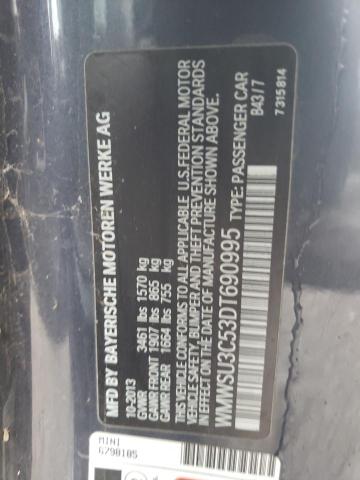 MFD BY BAYERISCHE MOTOREN WERKE AG
10-2013
GVWR 3461 lbs 1570 kg
GAWR FRONT 1907 lbs 865 kg
GAWR REAR 1664 lbs 755 kg
THIS VEHICLE CONFORMS TO ALL APPLICABLE U.S. FEDERAL MOTOR
VEHICLE SAFETY, BUMPER AND THEFT PREVENTION STANDARDS
IN EFFECT ON THE DATE OF MANUFACTURE SHOWN ABOVE.
WMWSU3C53DT690995 TYPE: PASSENGER CAR
B43/7
7 315 814
MINI
6790105